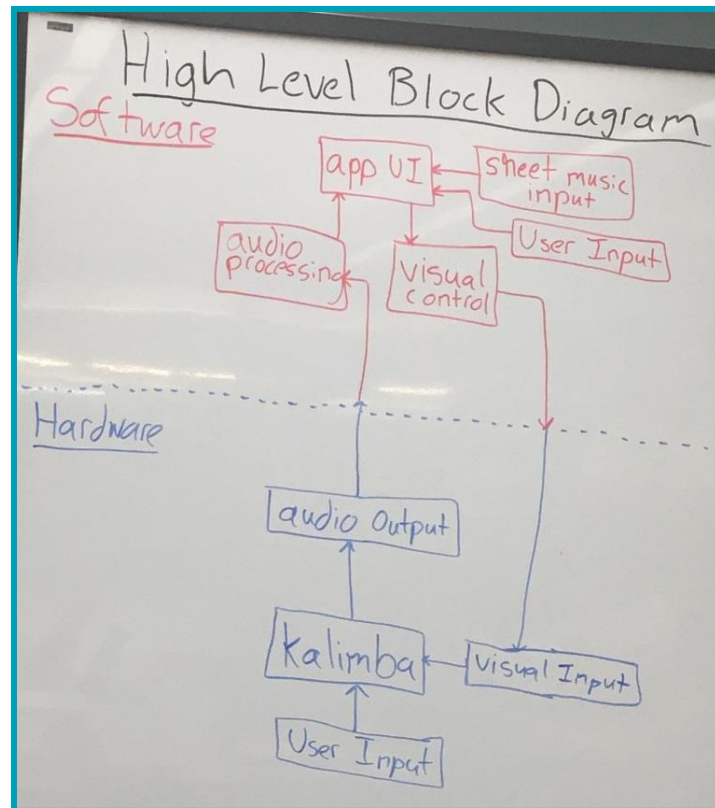 High Level Block Diagram
Software
app UI
sheet music
input
User Input
audio
processing
visual
control
Hardware
audio Output
Kalimba
Visual Input
User Input